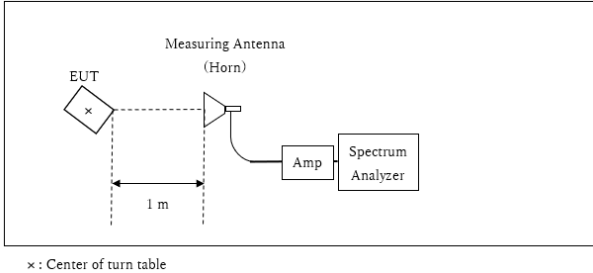 Measuring Antenna
(Horn)
EUT
Amp
Spectrum
Analyzer
1 m
× : Center of turn table